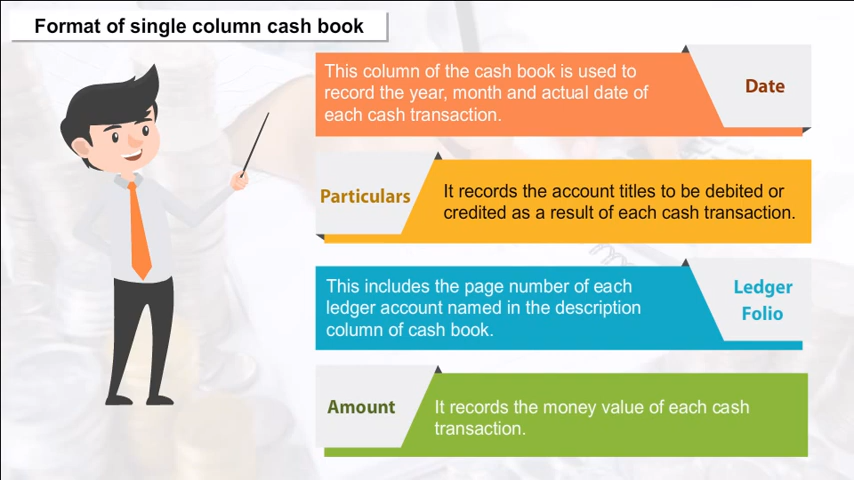 Format of single column cash book
This column of the cash book is used to
record the year, month and actual date of
each cash transaction.
Date
Particulars
It records the account titles to be debited or
credited as a result of each cash transaction.
This includes the page number of each
ledger account named in the description
column of cash book.
Ledger
Folio
Amount
It records the money value of each cash
transaction.